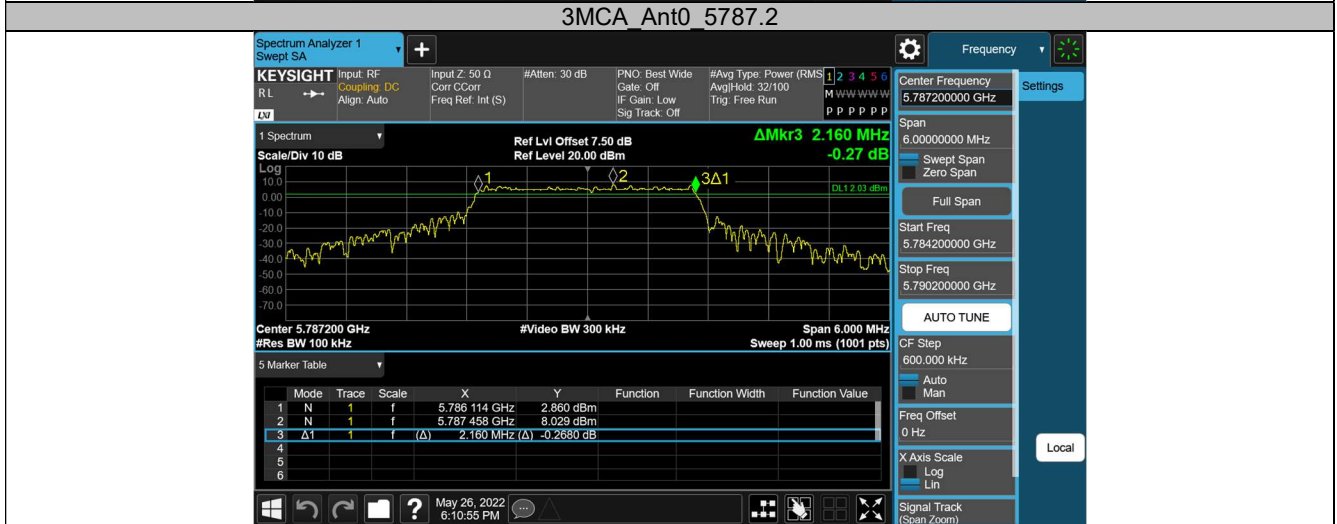 3MCA_Ant0_5787.2
Spectrum Analyzer 1
Swept SA
+
Frequency
KEYSIGHT
RL
LXI
Input: RF
Coupling: DC
Align: Auto
Input Z: 50 Ω
Corr CCorr
Freq Ref: Int (S)
#Atten: 30 dB
PNO: Best Wide
Gate: Off
IF Gain: Low
Sig Track: Off
#Avg Type: Power (RMS
Avg|Hold: 32/100
Trig: Free Run
1 2 3 4 5 6
M W W W W W
P P P P P P
1 Spectrum
Scale/Div 10 dB
Ref Lvl Offset 7.50 dB
Ref Level 20.00 dBm
ΔMkr3 2.160 MHz
-0.27 dB
Log
10.0
0.00
-10.0
-20.0
-30.0
-40.0
-50.0
-60.0
-70.0
1
2
3Δ1
DL1 2.03 dBm
Center 5.787200 GHz
#Res BW 100 kHz
#Video BW 300 kHz
Span 6.000 MHz
Sweep 1.00 ms (1001 pts)
5 Marker Table
Mode Trace Scale X Y Function Function Width Function Value
1 N 1 f 5.786 114 GHz 2.860 dBm
2 N 1 f 5.787 458 GHz 8.029 dBm
3 Δ1 1 f (Δ) 2.160 MHz (Δ) -0.2680 dB
4
5
6
?
May 26, 2022
6:10:55 PM
Center Frequency
5.787200000 GHz
Span
6.00000000 MHz
Swept Span
Zero Span
Full Span
Start Freq
5.784200000 GHz
Stop Freq
5.790200000 GHz
AUTO TUNE
CF Step
600.000 kHz
Auto
Man
Freq Offset
0 Hz
X Axis Scale
Log
Lin
Signal Track
(Span Zoom)
Settings
Local